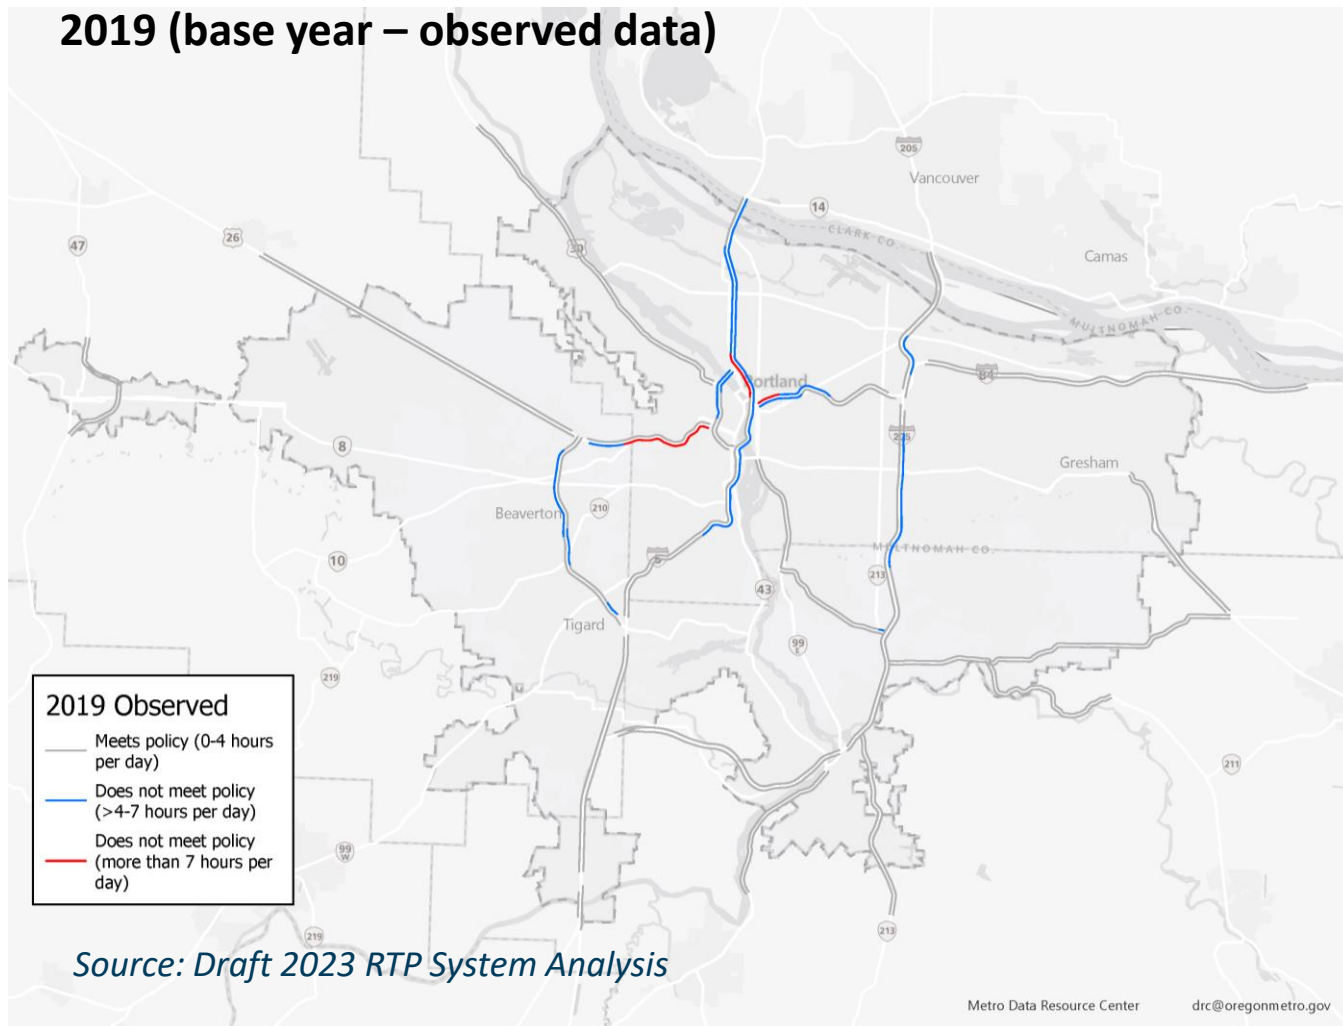 2019 (base year – observed data)
205
Vancouver
14
CLARK CO.
47
26
30
Camas
MULTNOMAH CO.
Portland
84
8
205
Gresham
Beaverton
210
MULTNOMAH CO.
10
5
213
43
Tigard
99
E
219
2019 Observed
Meets policy (0-4 hours
per day)
Does not meet policy
(>4-7 hours per day)
Does not meet policy
(more than 7 hours per
day)
211
99
W
219
213
Source: Draft 2023 RTP System Analysis
Metro Data Resource Center
drc@oregonmetro.gov